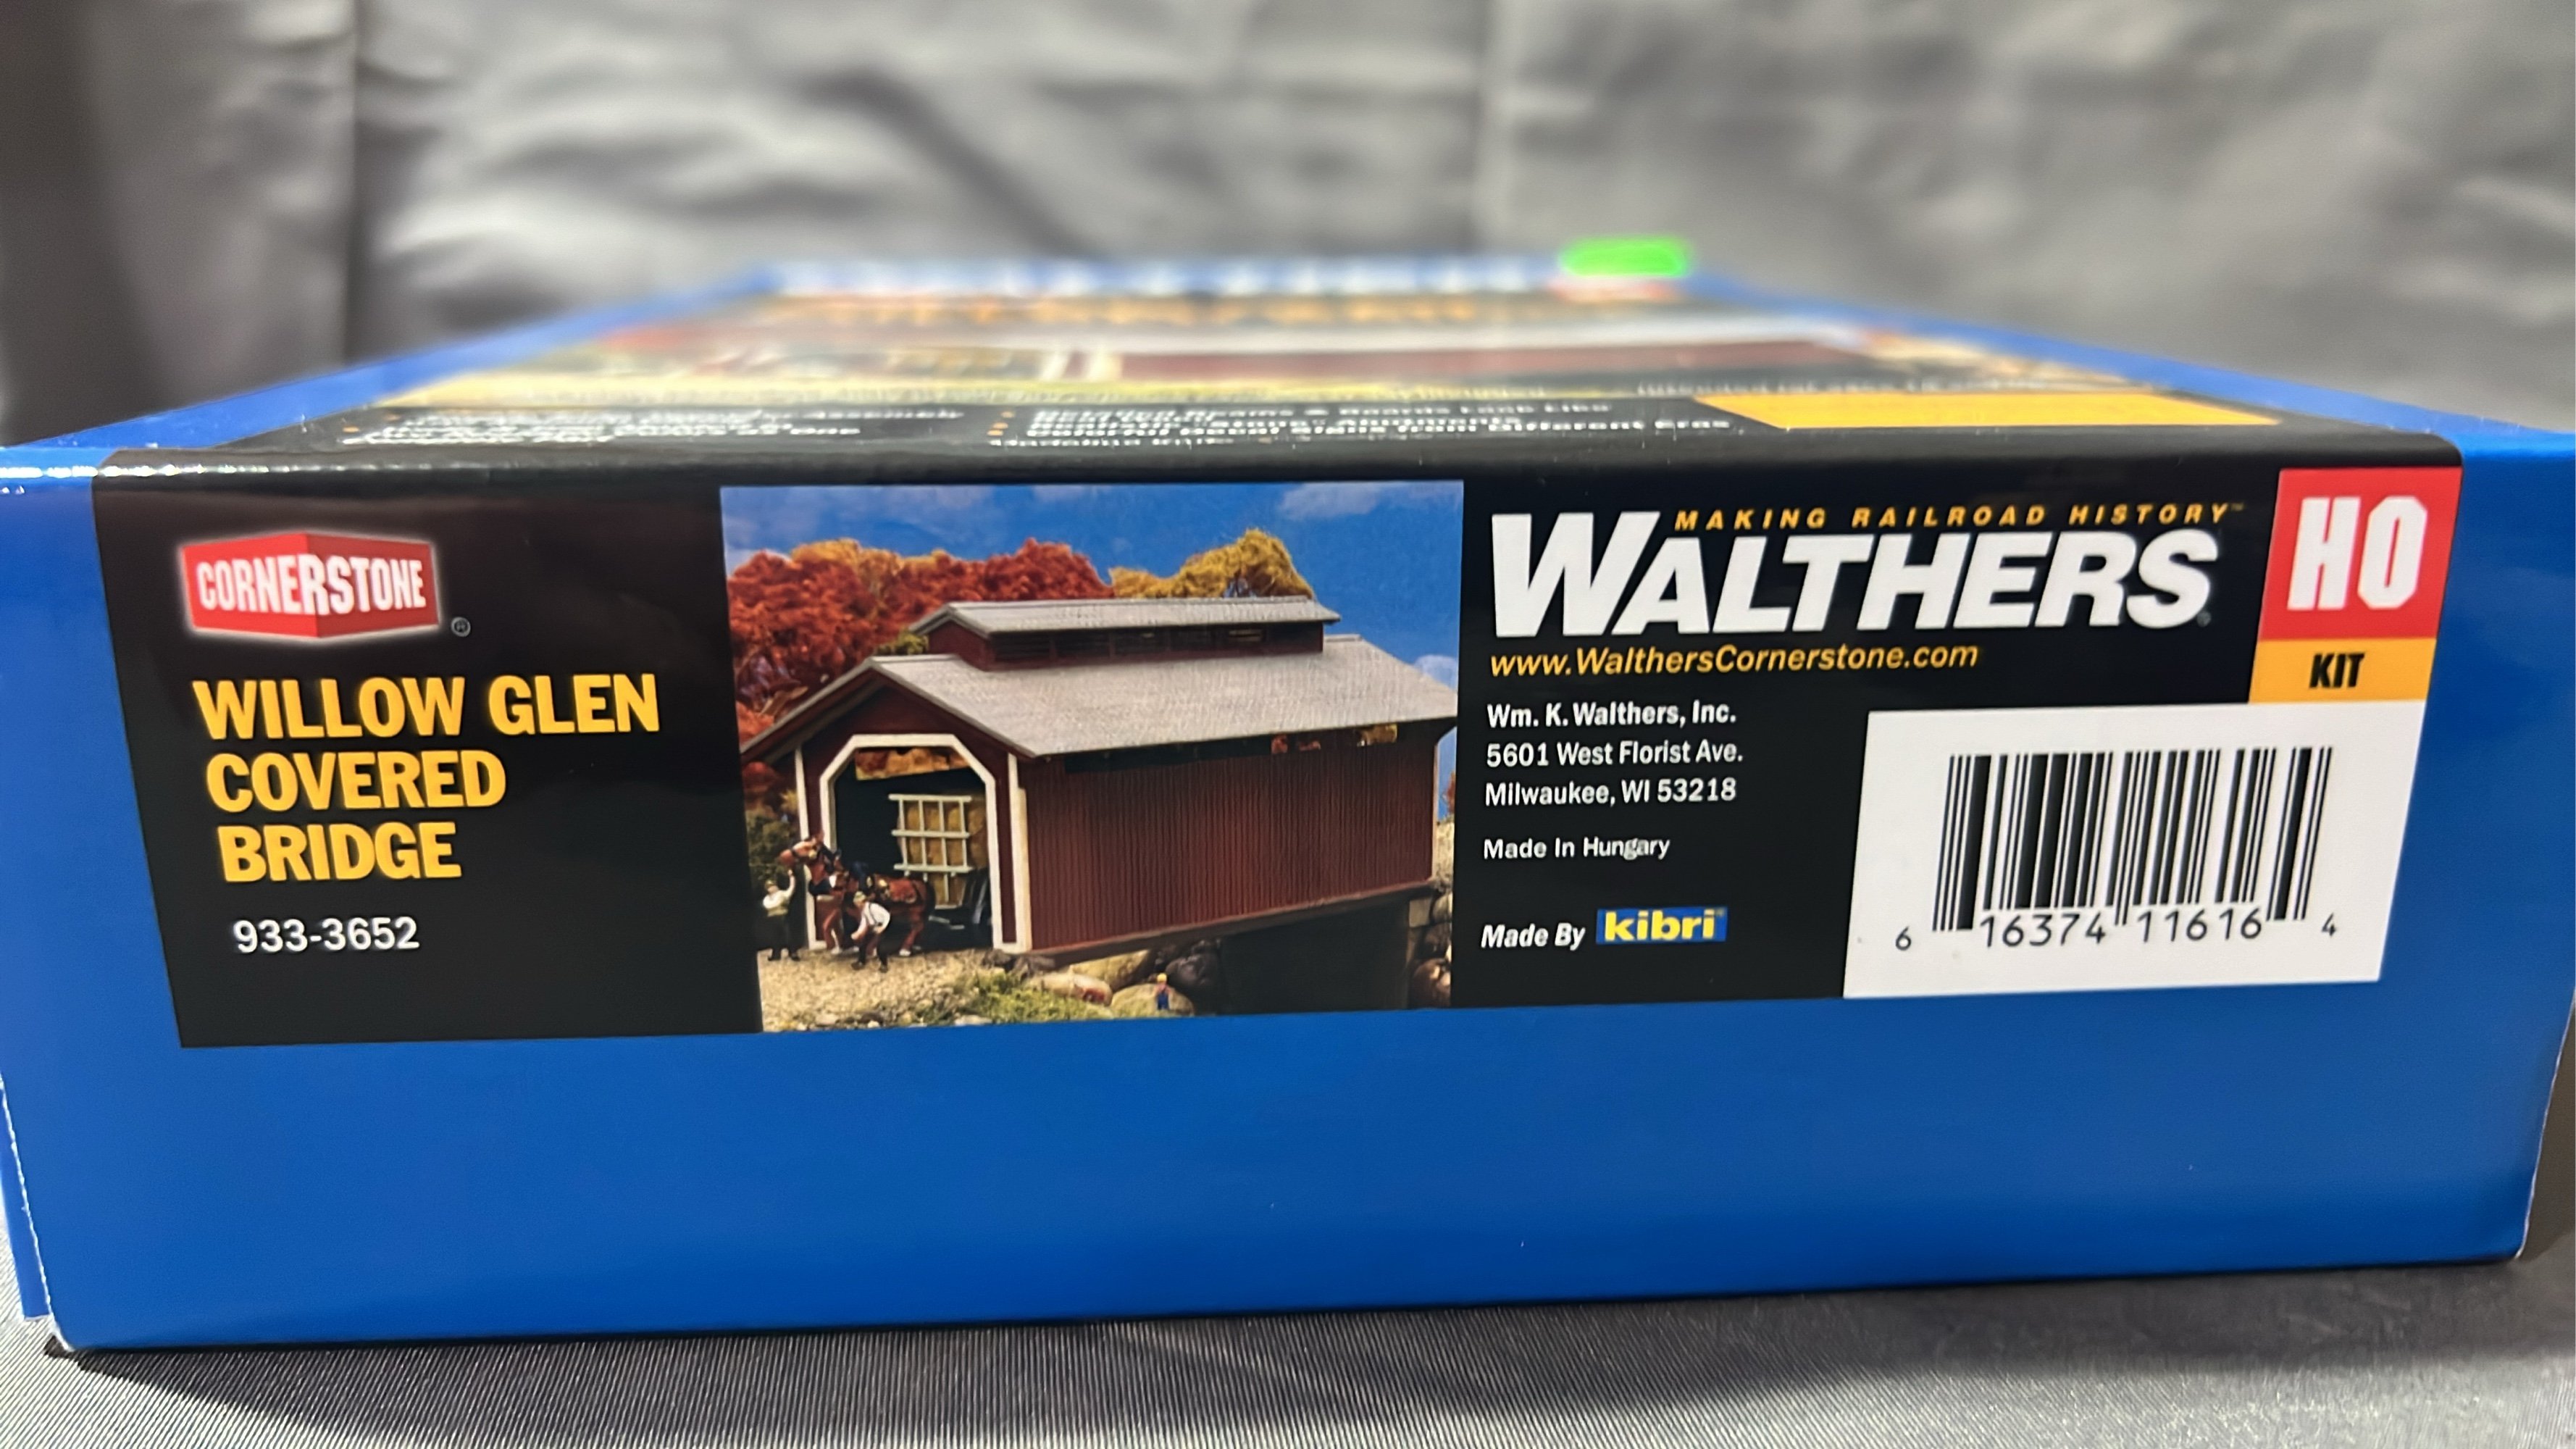 CORNERSTONE
®
WILLOW GLEN
COVERED
BRIDGE
933-3652
MAKING RAILROAD HISTORY™
WALTHERS®
www.WalthersCornerstone.com
Wm. K. Walthers, Inc.
5601 West Florist Ave.
Milwaukee, WI 53218
Made In Hungary
Made By kibri
HO
KIT
6 16374 11616 4